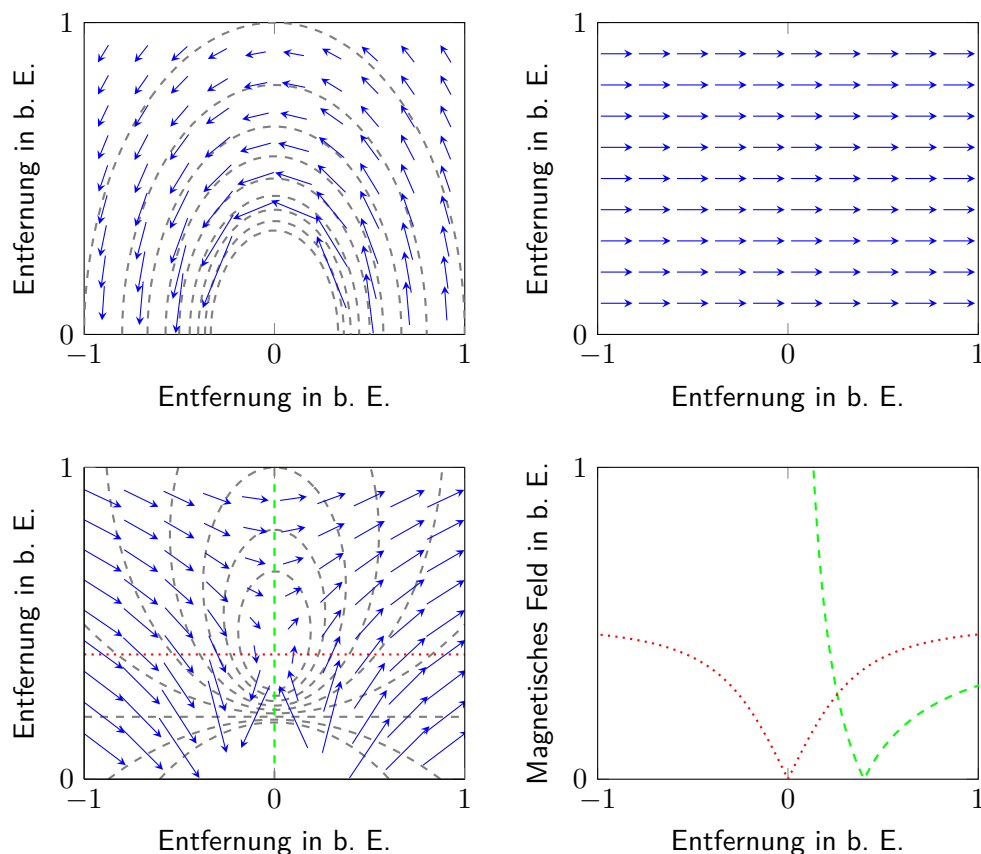 1
Entfernung in b. E.
0
−1
0
1
Entfernung in b. E.
1
Entfernung in b. E.
0
−1
0
1
Entfernung in b. E.
1
Entfernung in b. E.
0
−1
0
1
Entfernung in b. E.
1
Magnetisches Feld in b. E.
0
−1
0
1
Entfernung in b. E.